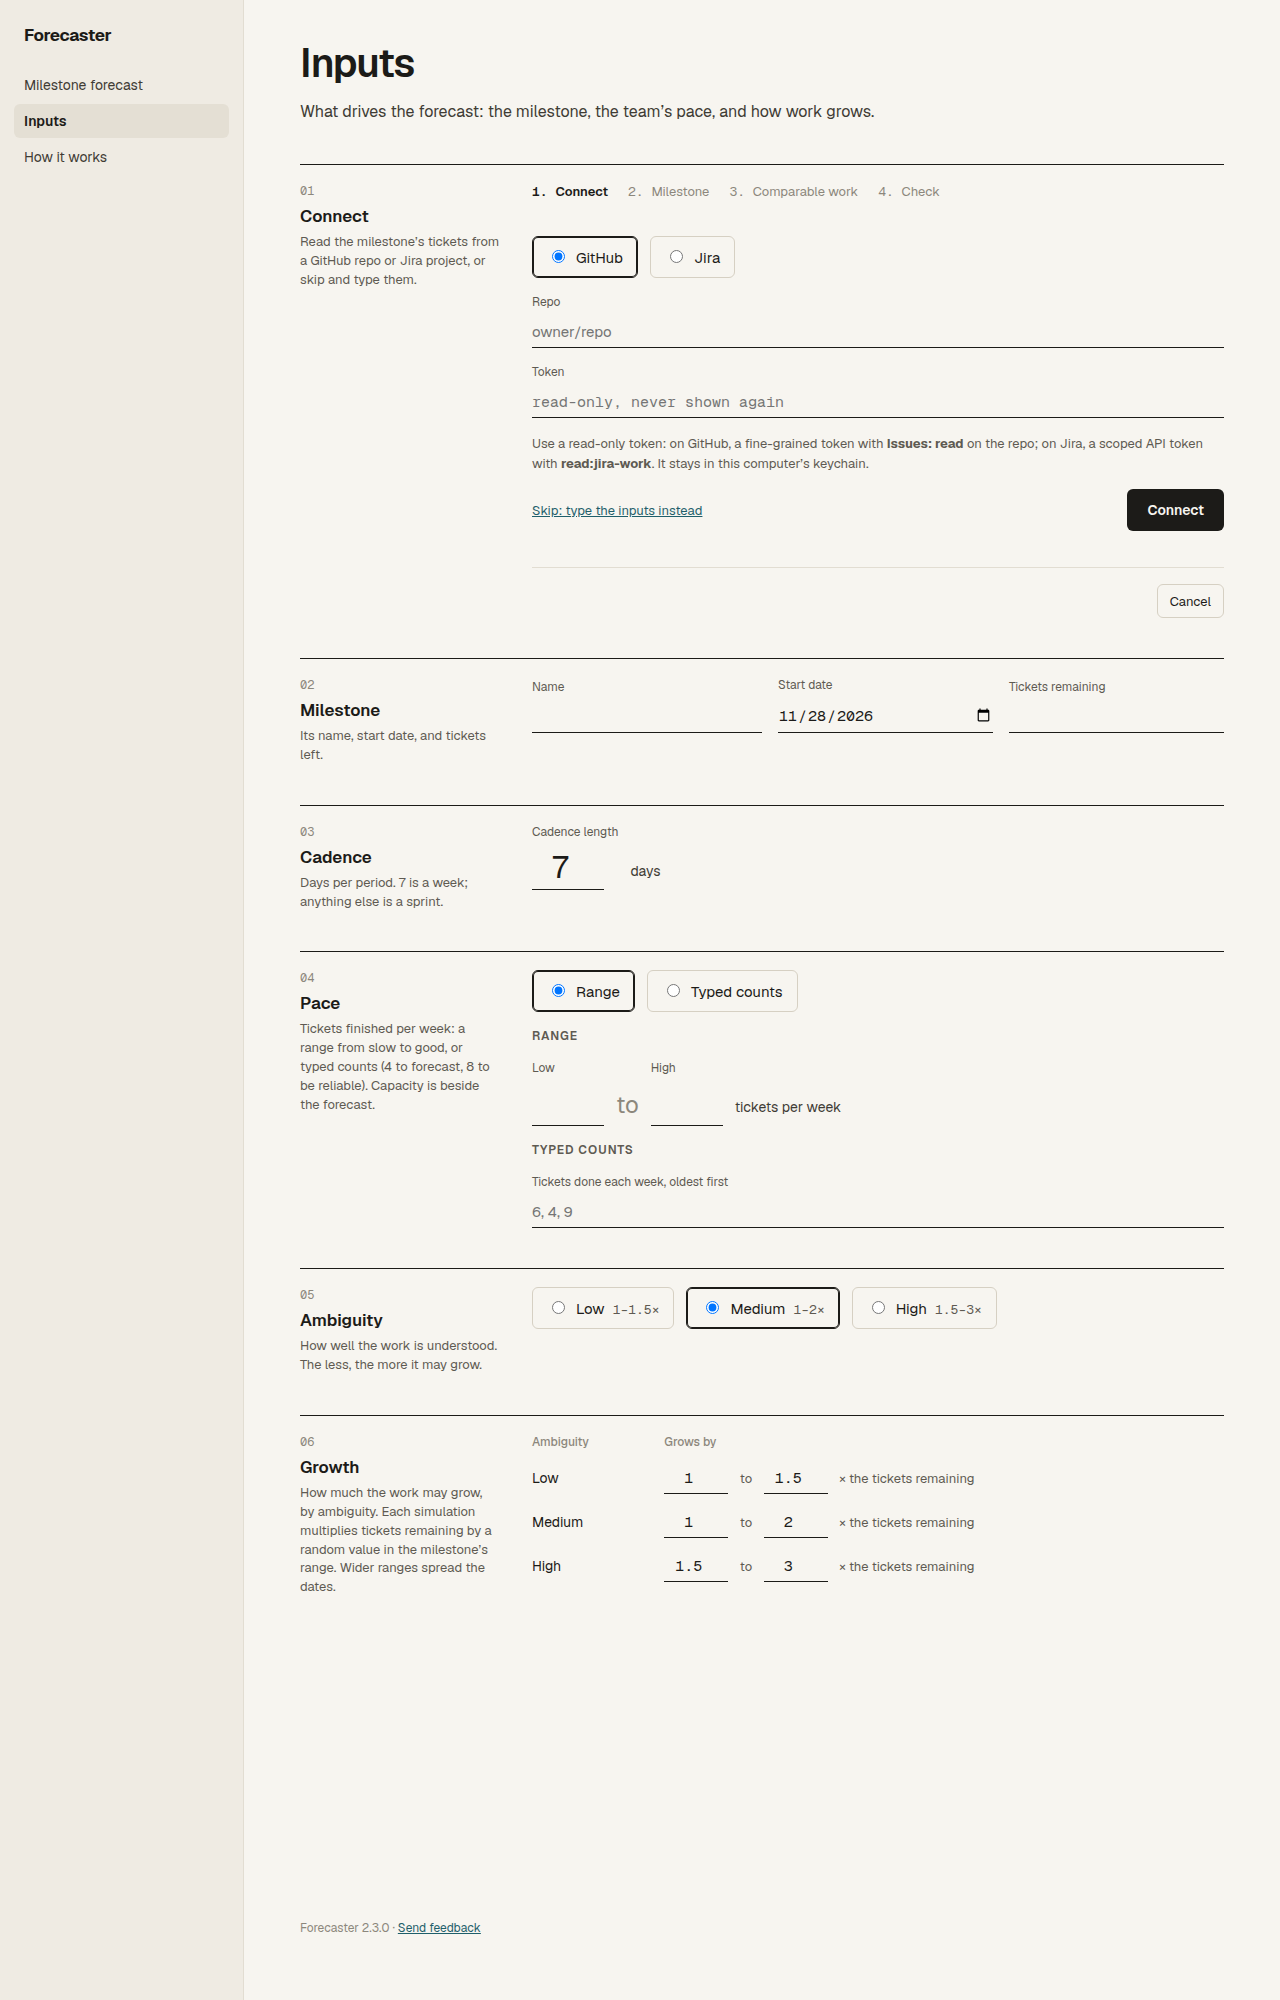 Forecaster
Milestone forecast
Inputs
How it works
Inputs
What drives the forecast: the milestone, the team’s pace, and how work grows.
01
Connect
Read the milestone’s tickets from
a GitHub repo or Jira project, or
skip and type them.
1. Connect 2. Milestone 3. Comparable work 4. Check
GitHub Jira
Repo
owner/repo
Token
read-only, never shown again
Use a read-only token: on GitHub, a fine-grained token with Issues: read on the repo; on Jira, a scoped API token
with read:jira-work. It stays in this computer’s keychain.
Skip: type the inputs instead Connect
Cancel
02
Milestone
Its name, start date, and tickets
left.
Name Start date Tickets remaining
11/28/2026
03
Cadence
Days per period. 7 is a week;
anything else is a sprint.
Cadence length
7 days
04
Pace
Tickets finished per week: a
range from slow to good, or
typed counts (4 to forecast, 8 to
be reliable). Capacity is beside
the forecast.
Range Typed counts
RANGE
Low High
to tickets per week
TYPED COUNTS
Tickets done each week, oldest first
6, 4, 9
05
Ambiguity
How well the work is understood.
The less, the more it may grow.
Low 1–1.5× Medium 1–2× High 1.5–3×
06
Growth
How much the work may grow,
by ambiguity. Each simulation
multiplies tickets remaining by a
random value in the milestone’s
range. Wider ranges spread the
dates.
Ambiguity Grows by
Low 1 to 1.5 × the tickets remaining
Medium 1 to 2 × the tickets remaining
High 1.5 to 3 × the tickets remaining
Forecaster 2.3.0 · Send feedback